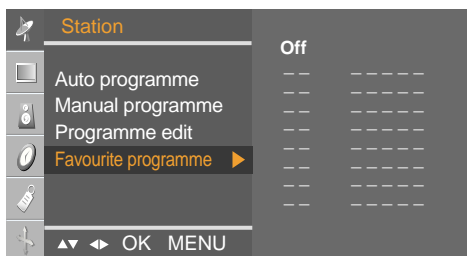 Station
Auto programme
Manual programme
Programme edit
Favourite programme ▶
▲▼ ◀▶ OK MENU
Off
-- -----
-- -----
-- -----
-- -----
-- -----
-- -----
-- -----
-- -----